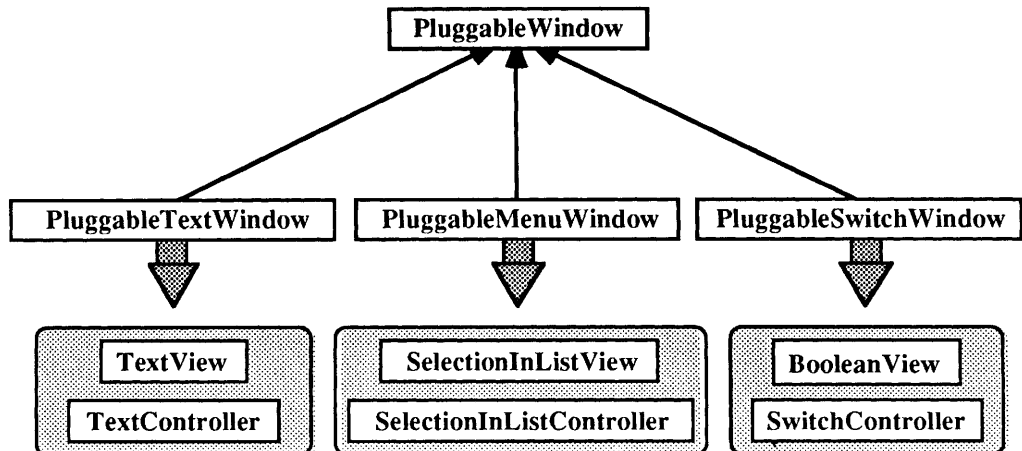 PluggableWindow
PluggableTextWindow
PluggableMenuWindow
PluggableSwitchWindow
TextView
SelectionInListView
BooleanView
TextController
SelectionInListController
SwitchController